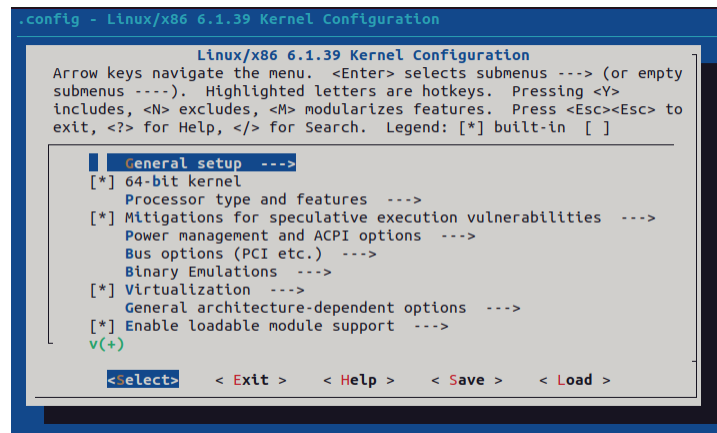 .config - Linux/x86 6.1.39 Kernel Configuration
Linux/x86 6.1.39 Kernel Configuration
Arrow keys navigate the menu.  <Enter> selects submenus ---> (or empty
submenus ----).  Highlighted letters are hotkeys.  Pressing <Y>
includes, <N> excludes, <M> modularizes features.  Press <Esc><Esc> to
exit, <?> for Help, </> for Search.  Legend: [*] built-in  [ ]
General setup  --->
[*] 64-bit kernel
Processor type and features  --->
[*] Mitigations for speculative execution vulnerabilities  --->
Power management and ACPI options  --->
Bus options (PCI etc.)  --->
Binary Emulations  --->
[*] Virtualization  --->
General architecture-dependent options  --->
[*] Enable loadable module support  --->
v(+)
<Select>    < Exit >    < Help >    < Save >    < Load >